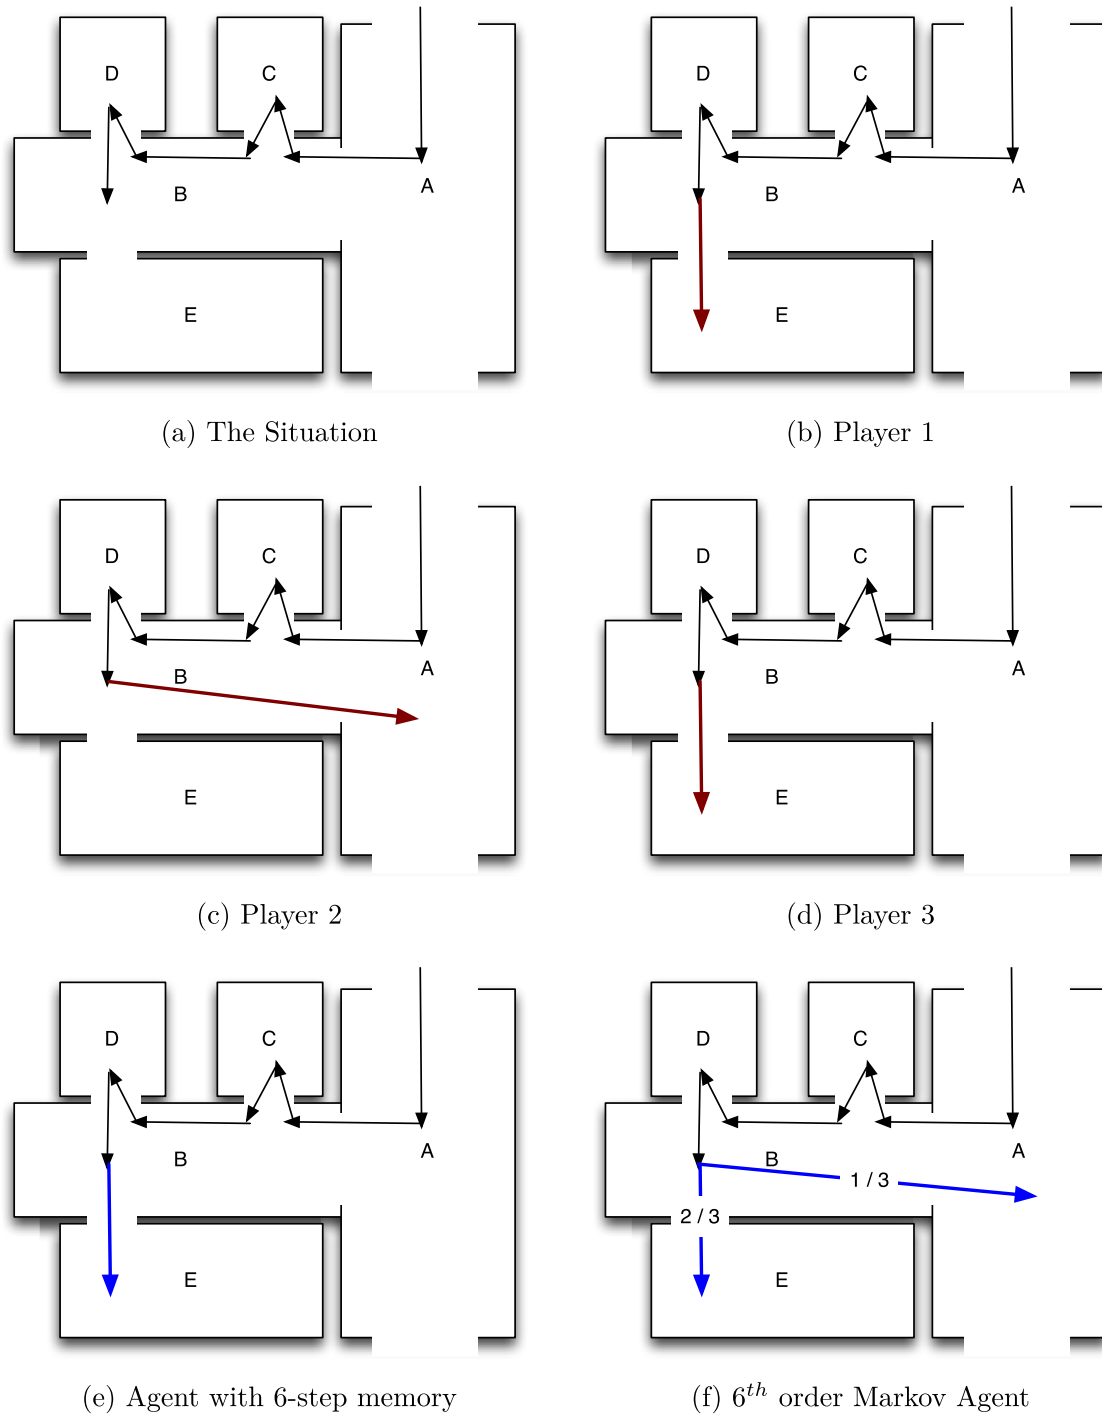 D C
A
B
E
(a) The Situation
D C
A
B
E
(b) Player 1
D C
A
B
E
(c) Player 2
D C
A
B
E
(d) Player 3
D C
A
B
E
(e) Agent with 6-step memory
D C
A
B
1 / 3
2 / 3
E
(f) 6th order Markov Agent